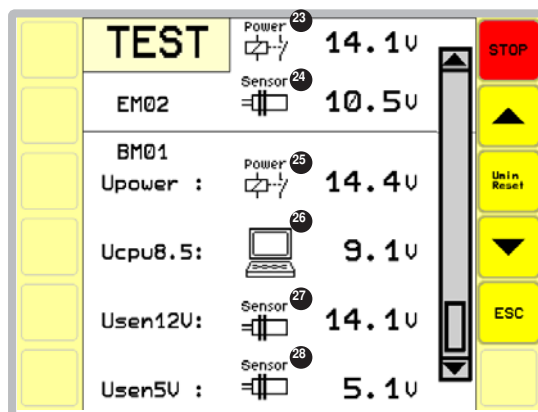 TEST Power 23 14.1V STOP
Sensor 24
EM02 10.5V
BM01
Upower : Power 25 14.4V Umin Reset
26
Ucpu8.5: 9.1V
Sensor 27
Usen12V: 14.1V ESC
Sensor 28
Usen5V : 5.1V